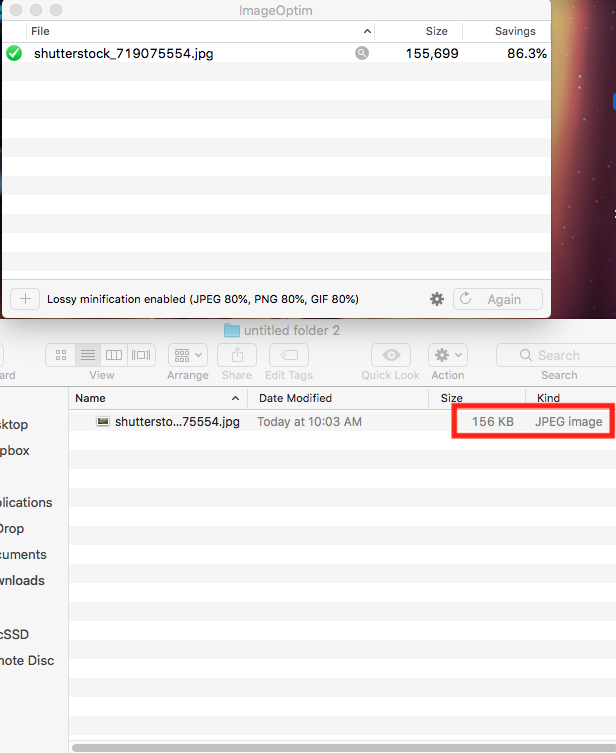 ImageOptim
File Size Savings
shutterstock_719075554.jpg 155,699 86.3%
Lossy minification enabled (JPEG 80%, PNG 80%, GIF 80%)
Again
untitled folder 2
Search
ard View Arrange Share Edit Tags Quick Look Action Search
Name Date Modified Size Kind
shuttersto...75554.jpg Today at 10:03 AM 156 KB JPEG image
sktop
pbox
plications
Drop
cuments
wnloads
cSSD
note Disc